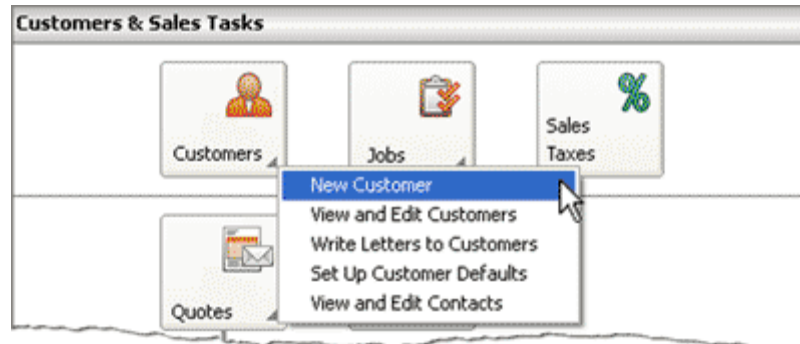 Customers & Sales Tasks
Customers
Jobs
Sales
Taxes
New Customer
View and Edit Customers
Write Letters to Customers
Set Up Customer Defaults
View and Edit Contacts
Quotes